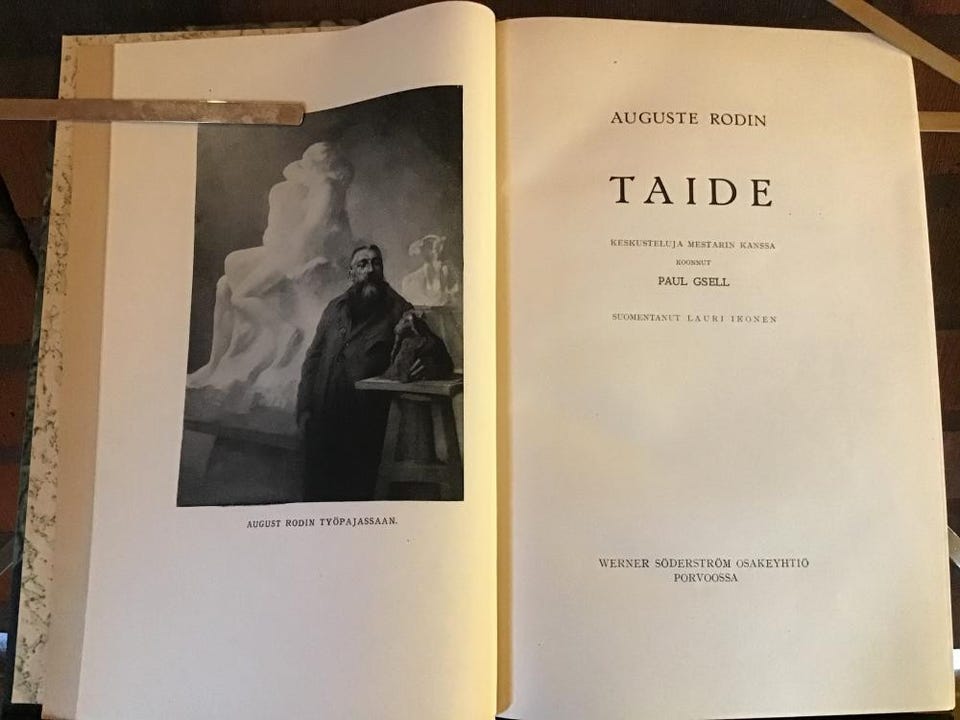 AUGUST RODIN TYÖPAJASSAAN.
AUGUSTE RODIN
TAIDE
KESKUSTELUJA MESTARIN KANSSA
KOONNUT
PAUL GSELL
SUOMENTANUT LAURI IKONEN
WERNER SÖDERSTRÖM OSAKEYHTIÖ
PORVOOSSA